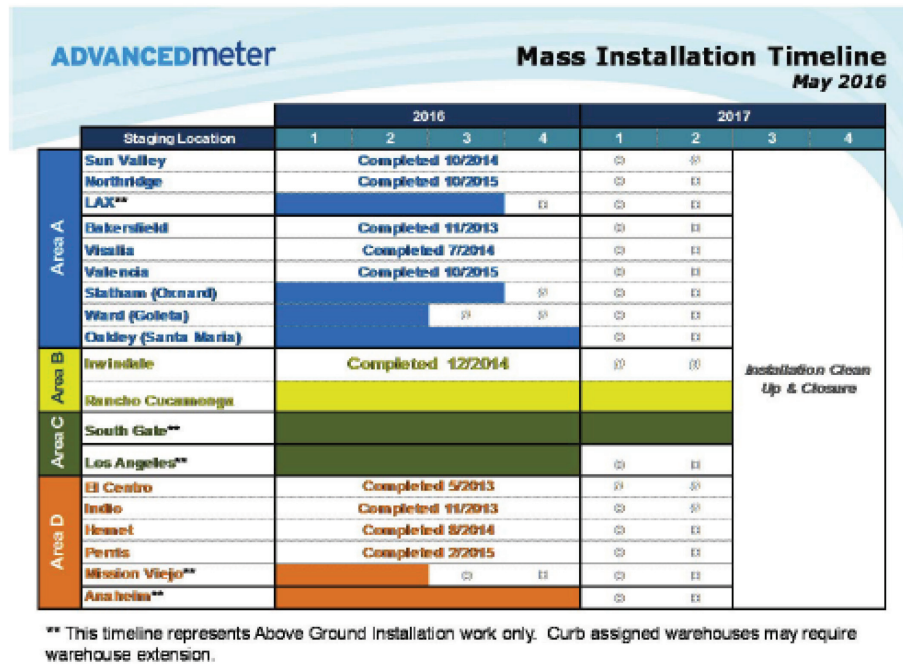 ADVANCEDmeter
Mass Installation Timeline
May 2016
2016 2017
Staging Location 1 2 3 4 1 2 3 4
Area A
Sun Valley Completed 10/2014
Northridge Completed 10/2015
LAX**
Bakersfield Completed 11/2013
Visalia Completed 7/2014
Valencia Completed 10/2015
Statham (Oxnard)
Ward (Goleta)
Oakley (Santa Maria)
Area B
Irwindale Completed 12/2014
Rancho Cucamonga
Installation Clean
Up & Closure
Area C
South Gate**
Los Angeles**
Area D
El Centro Completed 5/2013
Indio Completed 11/2013
Hemet Completed 8/2014
Perris Completed 2/2015
Mission Viejo**
Anaheim**
** This timeline represents Above Ground Installation work only. Curb assigned warehouses may require
warehouse extension.